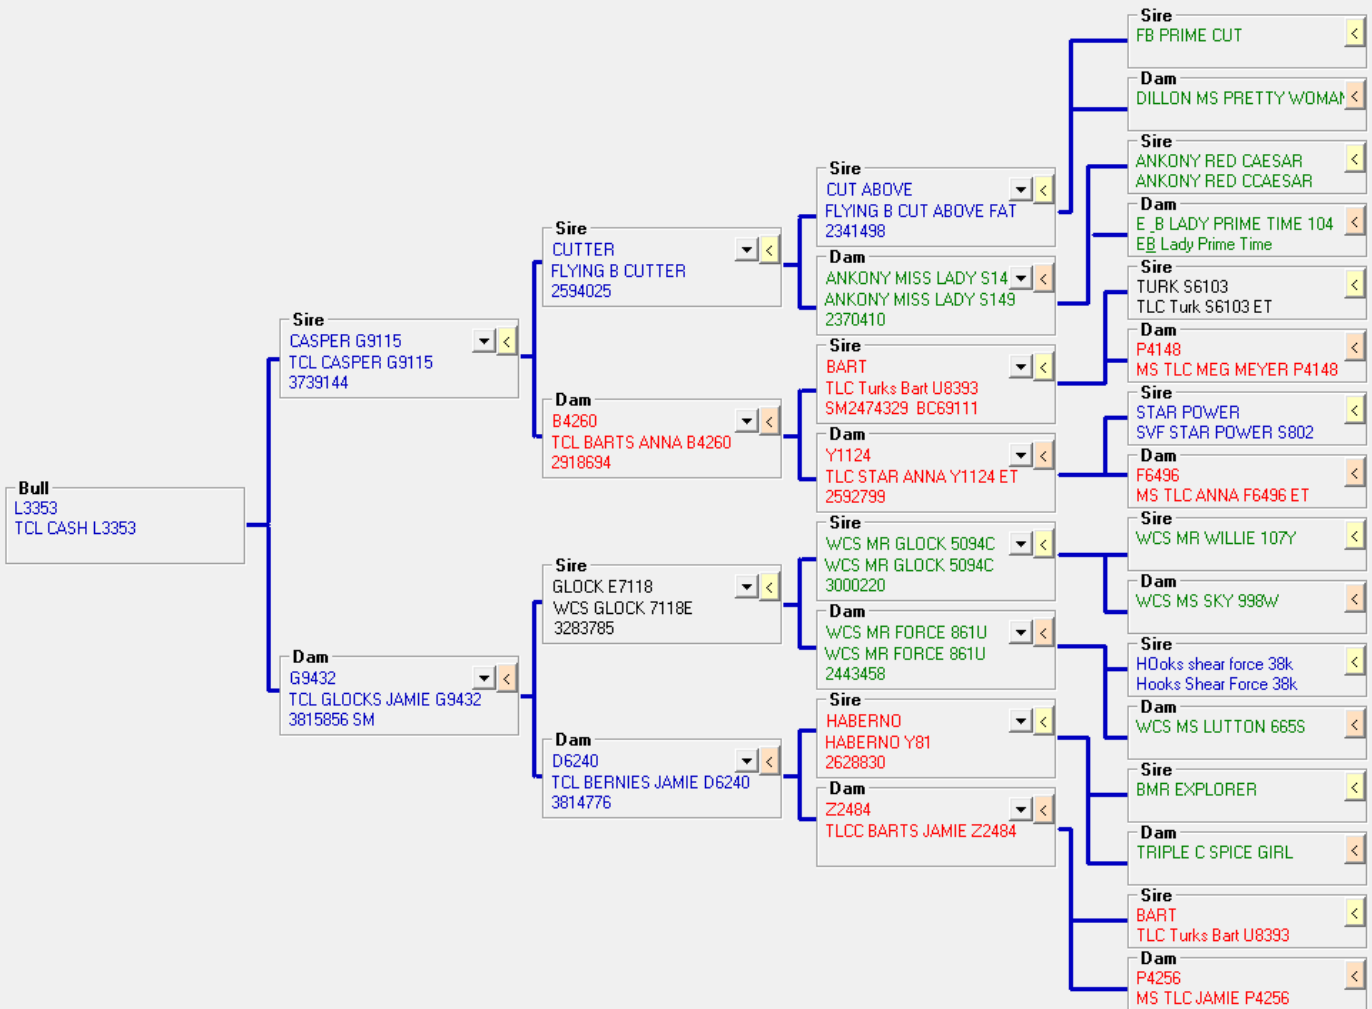 Bull
L3353
TCL CASH L3353
Sire
CASPER G9115
TCL CASPER G9115
3739144
Dam
G9432
TCL GLOCKS JAMIE G9432
3815856 SM
Sire
CUTTER
FLYING B CUTTER
2594025
Dam
B4260
TCL BARTS ANNA B4260
2918694
Sire
GLOCK E7118
WCS GLOCK 7118E
3283785
Dam
D6240
TCL BERNIES JAMIE D6240
3814776
Sire
CUT ABOVE
FLYING B CUT ABOVE FAT
2341498
Dam
ANKONY MISS LADY S14
ANKONY MISS LADY S149
2370410
Sire
BART
TLC Turks Bart U8393
SM2474329 BC69111
Dam
Y1124
TLC STAR ANNA Y1124 ET
2592799
Sire
WCS MR GLOCK 5094C
WCS MR GLOCK 5094C
3000220
Dam
WCS MR FORCE 861U
WCS MR FORCE 861U
2443458
Sire
HABERNO
HABERNO Y81
2628830
Dam
Z2484
TLCC BARTS JAMIE Z2484
Sire
FB PRIME CUT
Dam
DILLON MS PRETTY WOMAN
Sire
ANKONY RED CAESAR
ANKONY RED CCAESAR
Dam
E_B LADY PRIME TIME 104
EB Lady Prime Time
Sire
TURK S6103
TLC Turk S6103 ET
Dam
P4148
MS TLC MEG MEYER P4148
Sire
STAR POWER
SVF STAR POWER S802
Dam
F6496
MS TLC ANNA F6496 ET
Sire
WCS MR WILLIE 107Y
Dam
WCS MS SKY 998W
Sire
HOoks shear force 38k
Hooks Shear Force 38k
Dam
WCS MS LUTTON 665S
Sire
BMR EXPLORER
Dam
TRIPLE C SPICE GIRL
Sire
BART
TLC Turks Bart U8393
Dam
P4256
MS TLC JAMIE P4256